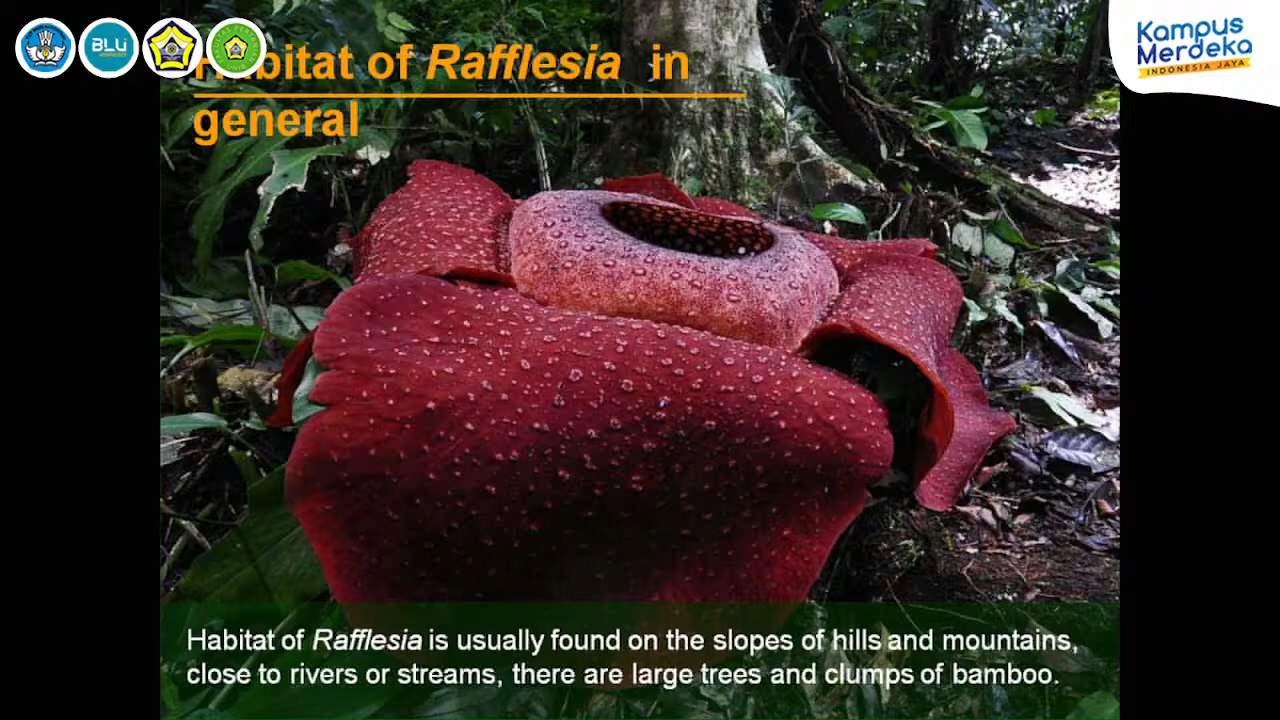 BLU
Kampus
Merdeka
INDONESIA JAYA
Habitat of Rafflesia in
general
Habitat of Rafflesia is usually found on the slopes of hills and mountains,
close to rivers or streams, there are large trees and clumps of bamboo.